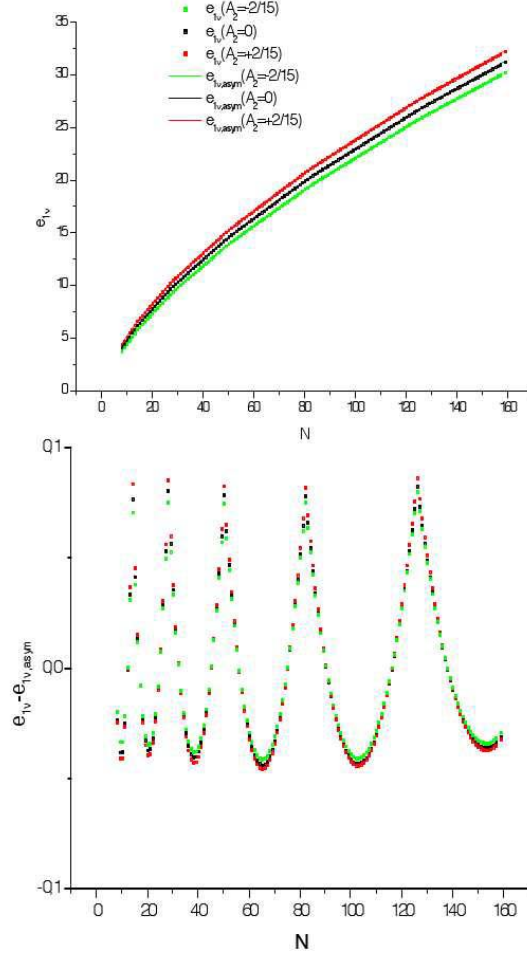 e₁ᵥ(A₂=-2/15)
e₁ᵥ(A₂=0)
e₁ᵥ(A₂=+2/15)
e₁ᵥ,asym(A₂=-2/15)
e₁ᵥ,asym(A₂=0)
e₁ᵥ,asym(A₂=+2/15)
35
30
25
20
15
10
5
0
e₁ᵥ
0 20 40 60 80 100 120 140 160
N
0,1
0,0
-0,1
e₁ᵥ-e₁ᵥ,asym
0 20 40 60 80 100 120 140 160
N